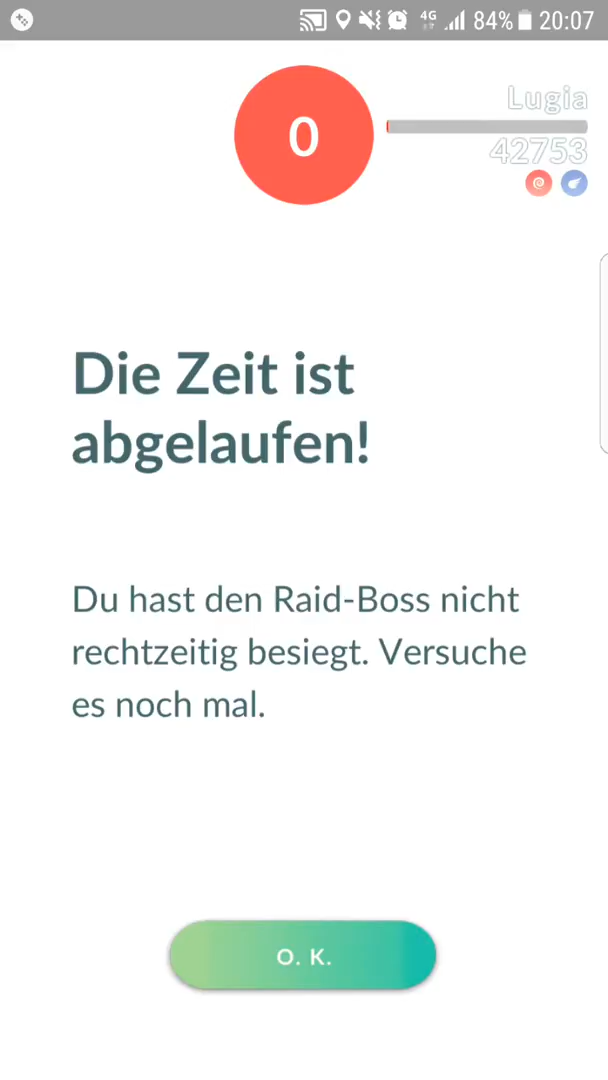 4G 84% 20:07
0
Lugia
42753
Die Zeit ist
abgelaufen!
Du hast den Raid-Boss nicht
rechtzeitig besiegt. Versuche
es noch mal.
O. K.